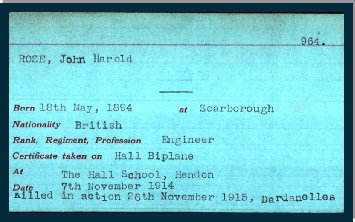 964.
ROSE, John Harold
Born 18th May, 1894 at Scarborough
Nationality British
Rank, Regiment, Profession Engineer
Certificate taken on Hall Biplane
At The Hall School, Hendon
Date 7th November 1914
Killed in action 26th November 1915, Dardanelles